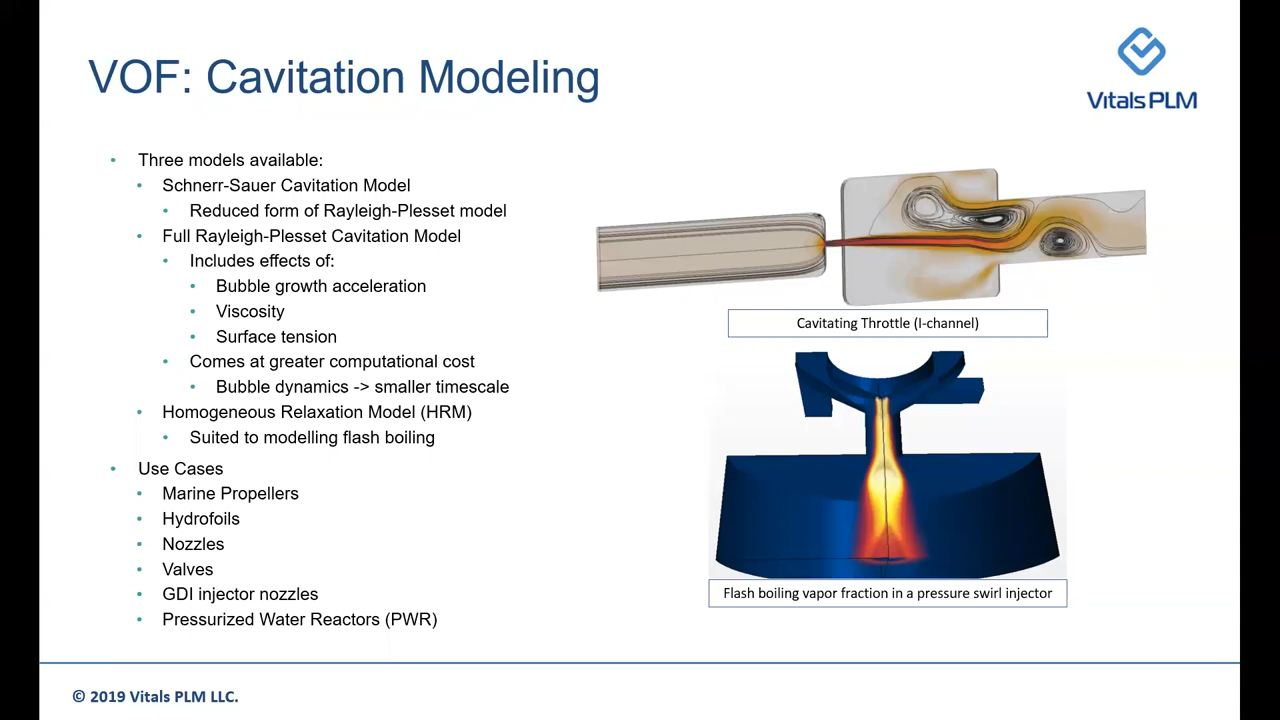 VOF: Cavitation Modeling
Vitals PLM
Three models available:
Schnerr-Sauer Cavitation Model
Reduced form of Rayleigh-Plesset model
Full Rayleigh-Plesset Cavitation Model
Includes effects of:
Bubble growth acceleration
Viscosity
Surface tension
Comes at greater computational cost
Bubble dynamics -> smaller timescale
Homogeneous Relaxation Model (HRM)
Suited to modelling flash boiling
Use Cases
Marine Propellers
Hydrofoils
Nozzles
Valves
GDI injector nozzles
Pressurized Water Reactors (PWR)
Cavitating Throttle (I-channel)
Flash boiling vapor fraction in a pressure swirl injector
© 2019 Vitals PLM LLC.